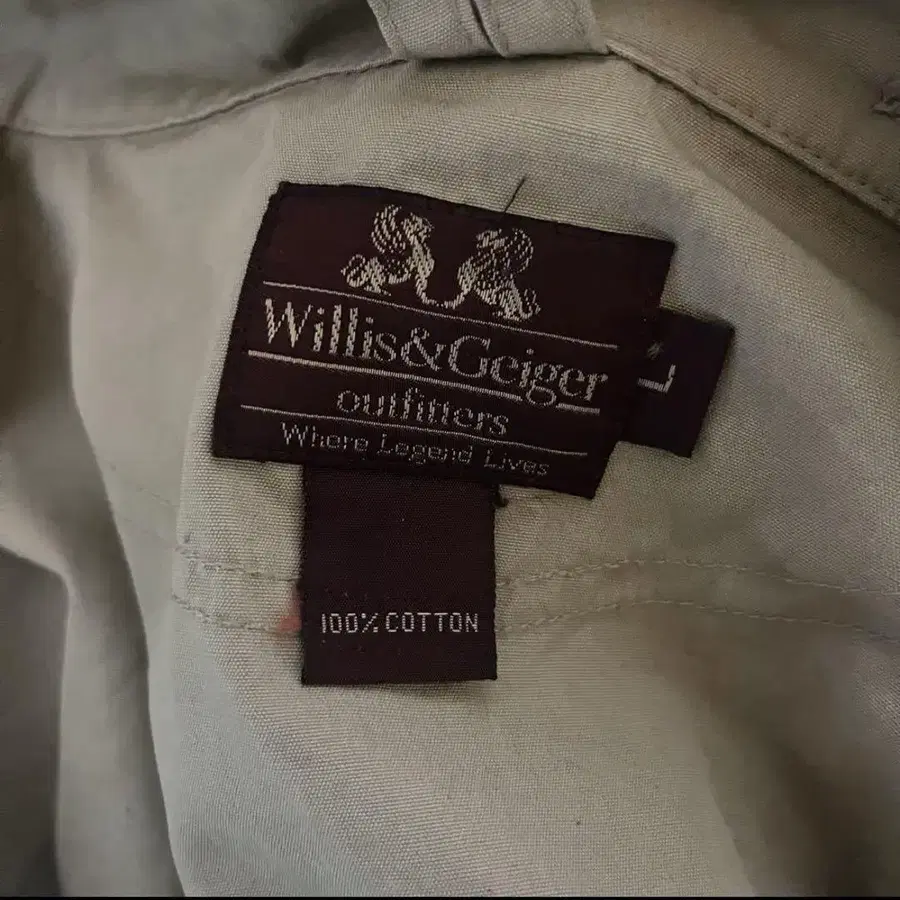 Willis&Geiger
outfitters
Where Legend Lives
L
100% COTTON